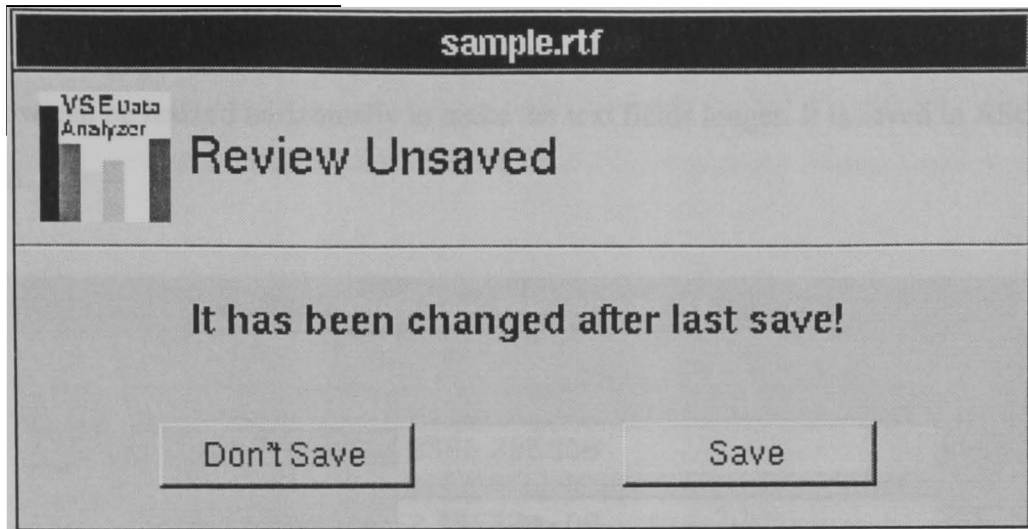 sample.rtf
VSE Data
Analyzer
Review Unsaved
It has been changed after last save!
Don't Save
Save